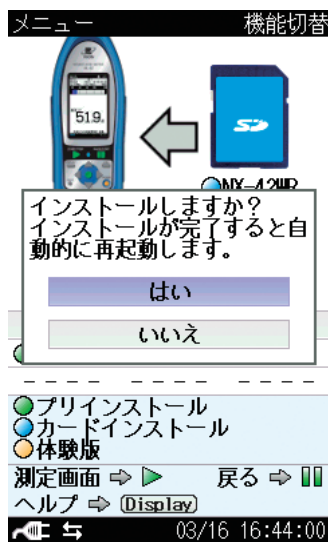 メニュー 機能切替
51.9
SD
NX-42WR
インストールしますか?
インストールが完了すると自
動的に再起動します。
はい
いいえ
---- ---- ----
プリインストール
カードインストール
体験版
測定画面 ⇨ ▷ 戻る ⇨ ▯▯
ヘルプ ⇨ (Display)
03/16 16:44:00